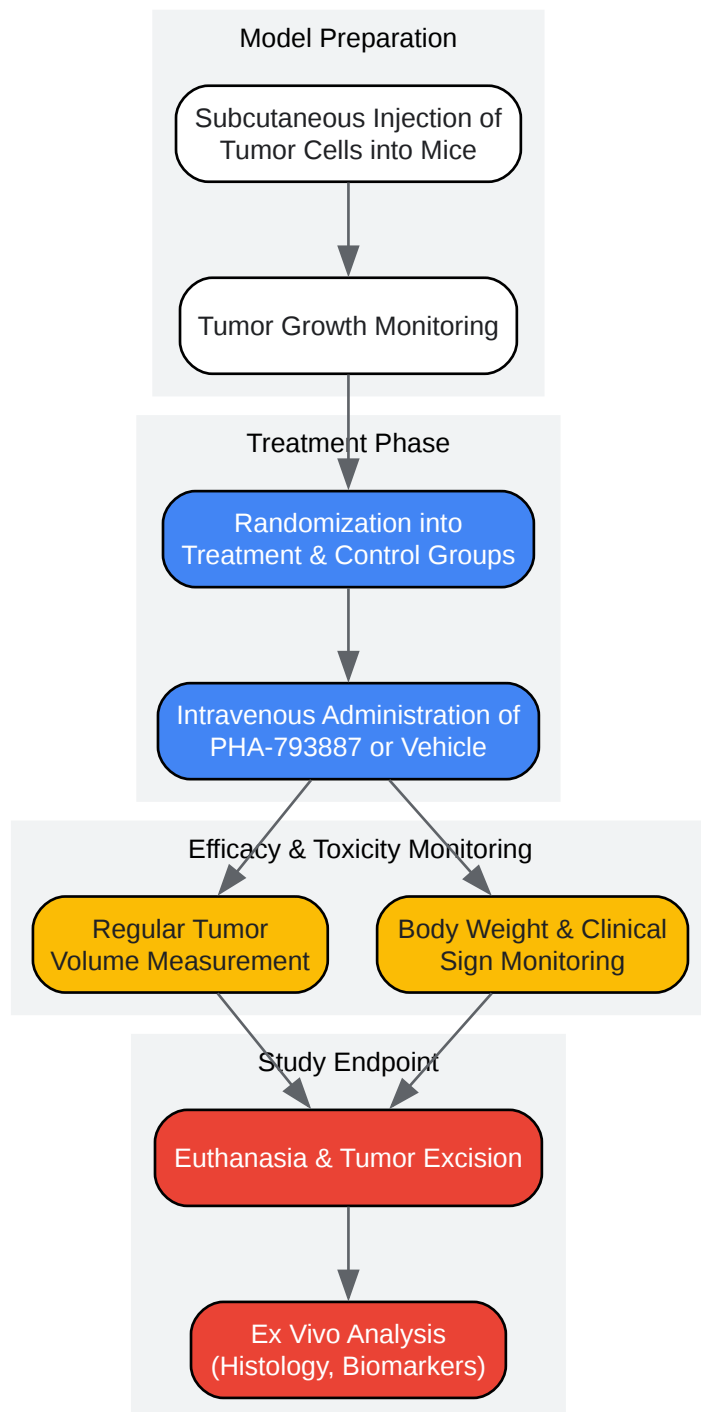 Model Preparation
Subcutaneous Injection of
Tumor Cells into Mice
Tumor Growth Monitoring
Treatment Phase
Randomization into
Treatment & Control Groups
Intravenous Administration of
PHA-793887 or Vehicle
Efficacy & Toxicity Monitoring
Regular Tumor
Volume Measurement
Body Weight & Clinical
Sign Monitoring
Study Endpoint
Euthanasia & Tumor Excision
Ex Vivo Analysis
(Histology, Biomarkers)